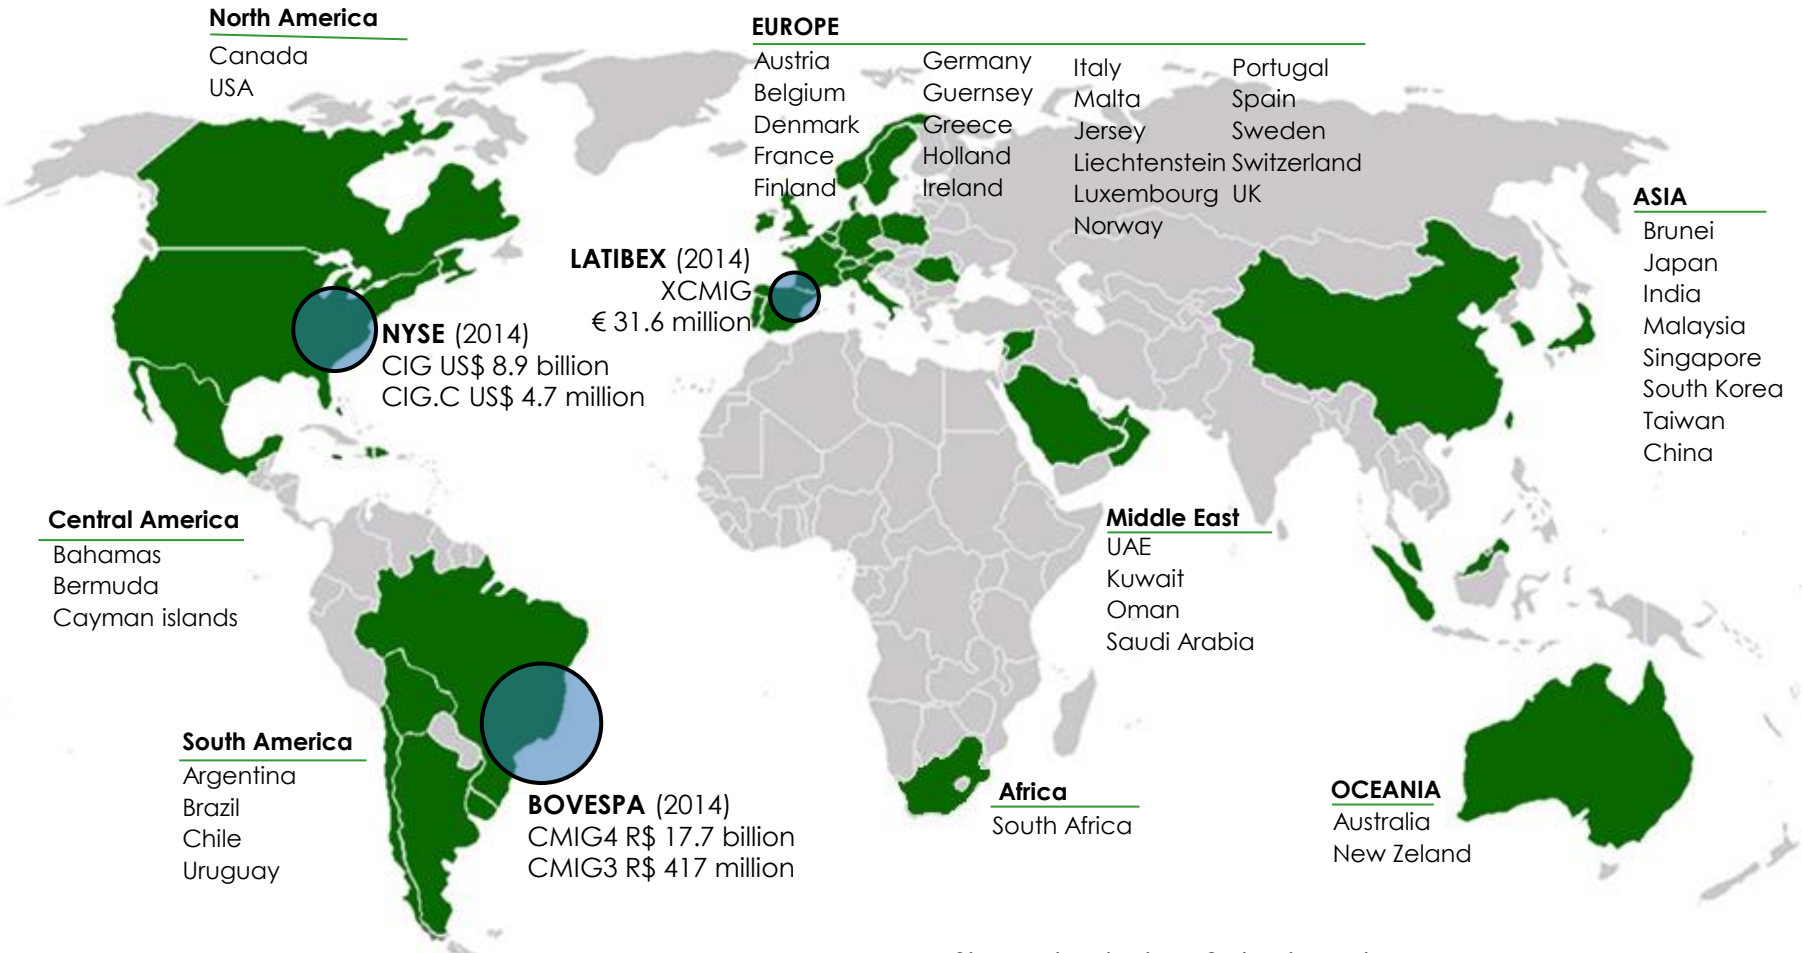 North America
Canada
USA
EUROPE
Austria
Belgium
Denmark
France
Finland
Germany
Guernsey
Greece
Holland
Ireland
Italy
Malta
Jersey
Liechtenstein
Luxembourg
Norway
Portugal
Spain
Sweden
Switzerland
UK
ASIA
Brunei
Japan
India
Malaysia
Singapore
South Korea
Taiwan
China
LATIBEX (2014)
XCMIG
€ 31.6 million
NYSE (2014)
CIG US$ 8.9 billion
CIG.C US$ 4.7 million
Central America
Bahamas
Bermuda
Cayman islands
Middle East
UAE
Kuwait
Oman
Saudi Arabia
South America
Argentina
Brazil
Chile
Uruguay
BOVESPA (2014)
CMIG4 R$ 17.7 billion
CMIG3 R$ 417 million
Africa
South Africa
OCEANIA
Australia
New Zeland